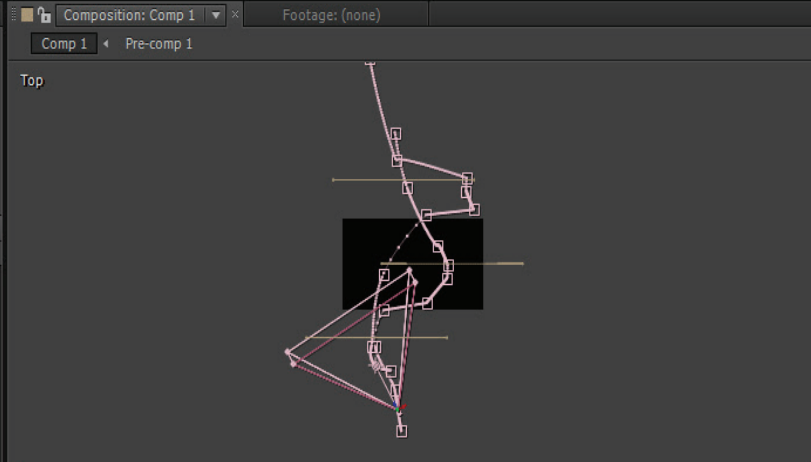 Composition: Comp 1
Footage: (none)
Comp 1
Pre-comp 1
Top